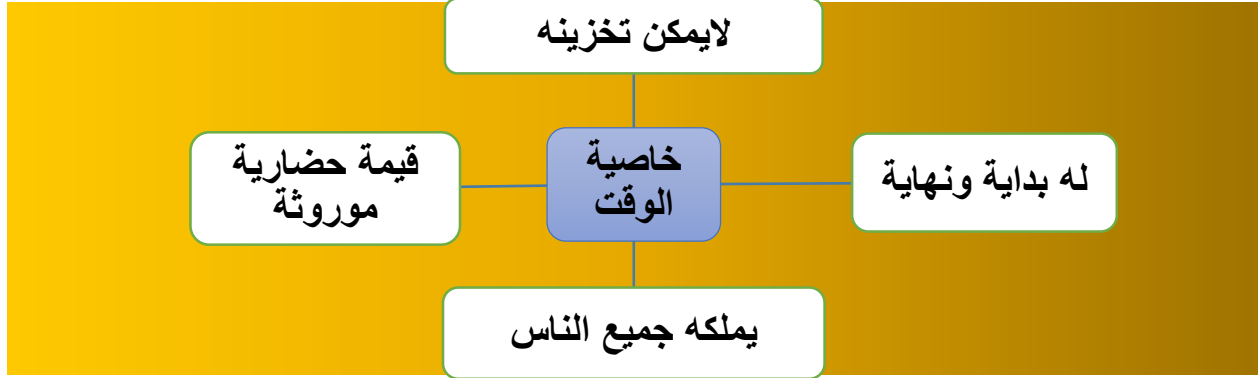 لايمكن تخزينه
خاصية
الوقت
له بداية ونهاية
قيمة حضارية
موروثة
يملكه جميع الناس